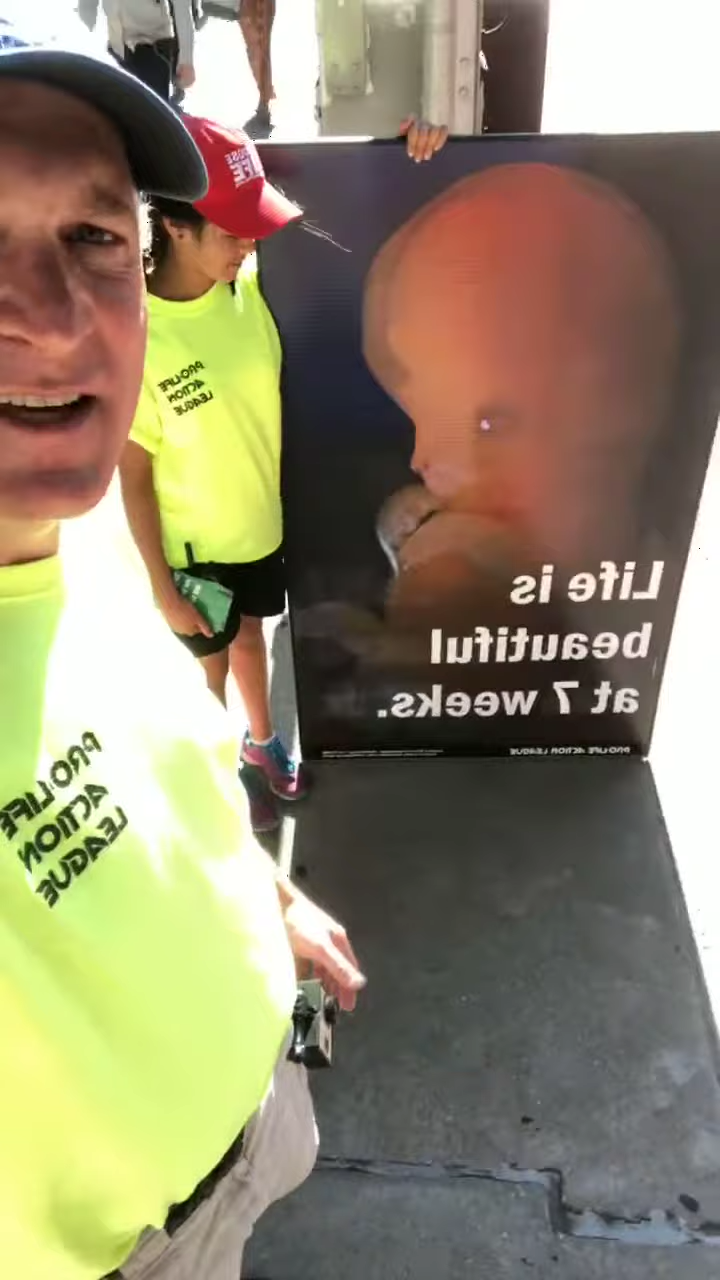 PRO-LIFE
ACTION
LEAGUE
Life is
beautiful
at 7 weeks.
PRO-LIFE ACTION LEAGUE
PRO-LIFE
ACTION
LEAGUE